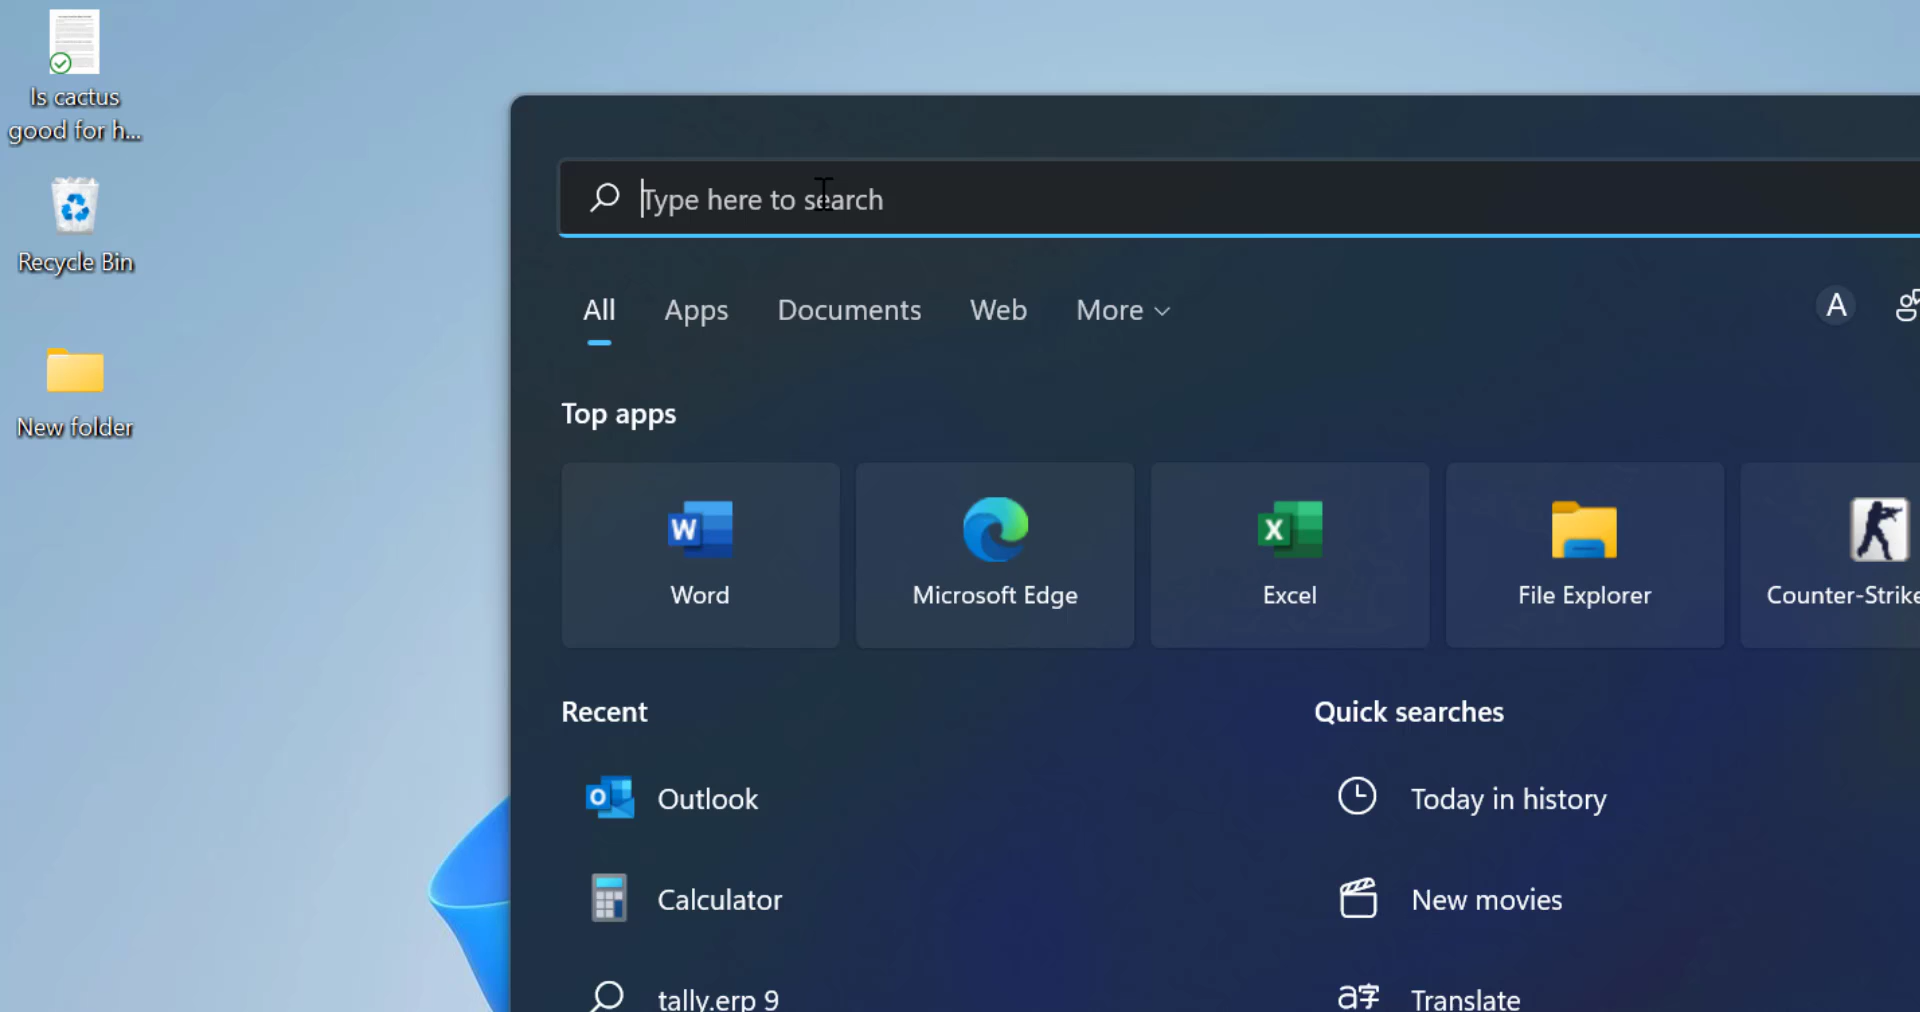 Is cactus
good for h...
Recycle Bin
New folder
Type here to search
All Apps Documents Web More
A
Top apps
Word Microsoft Edge Excel File Explorer Counter-Strike
Recent
Outlook
Calculator
tally.erp 9
Quick searches
Today in history
New movies
Translate